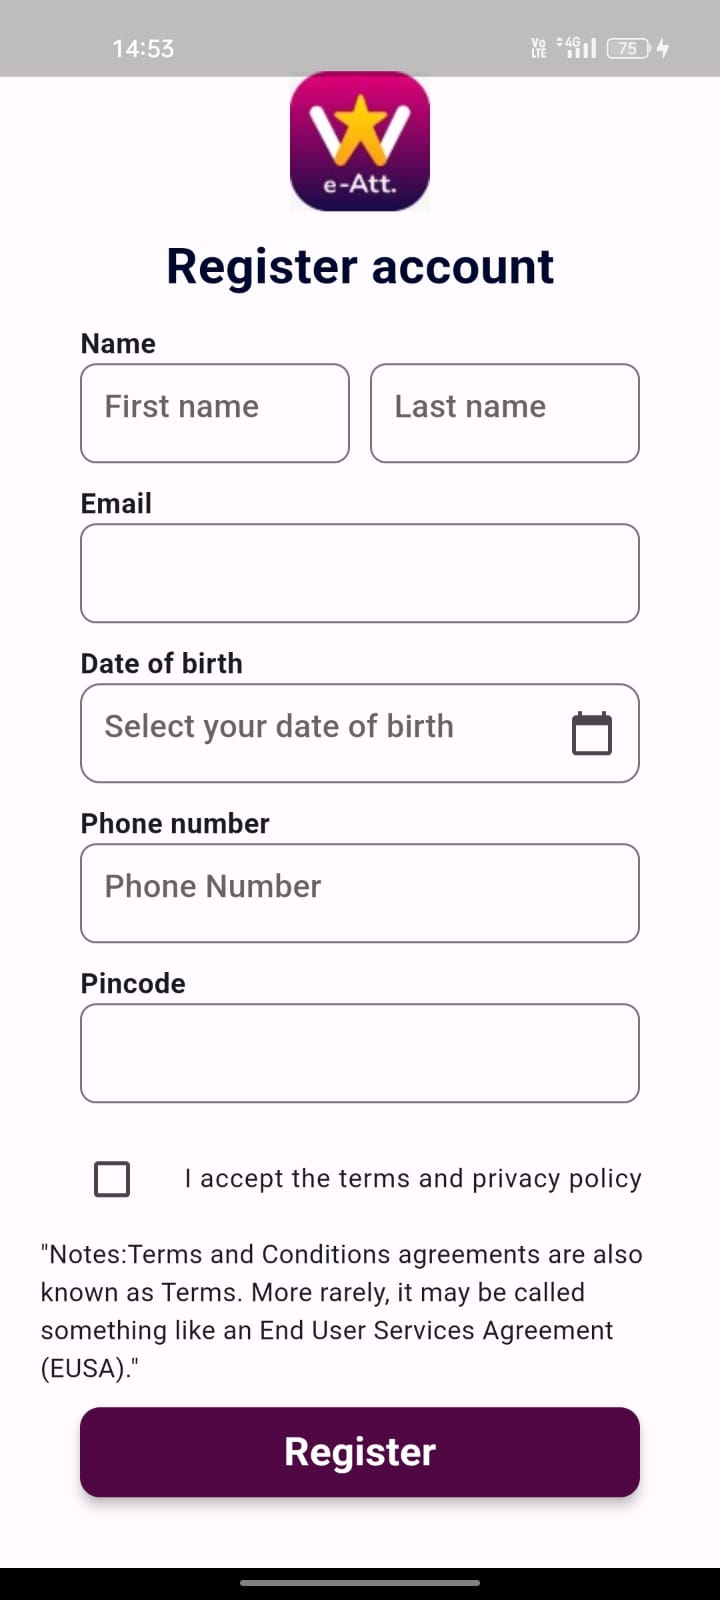 14:53
Vo LTE 4G 75
e-Att.
Register account
Name
First name Last name
Email
Date of birth
Select your date of birth
Phone number
Phone Number
Pincode
I accept the terms and privacy policy
"Notes:Terms and Conditions agreements are also
known as Terms. More rarely, it may be called
something like an End User Services Agreement
(EUSA)."
Register